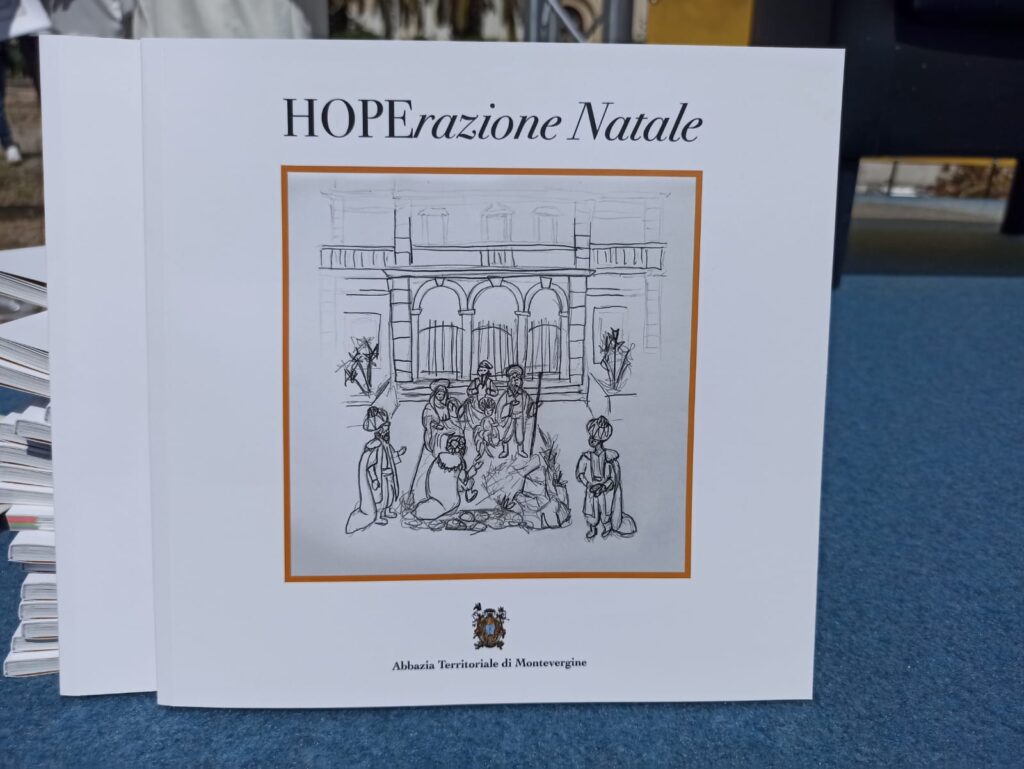 HOPErazione Natale
Abbazia Territoriale di Montevergine